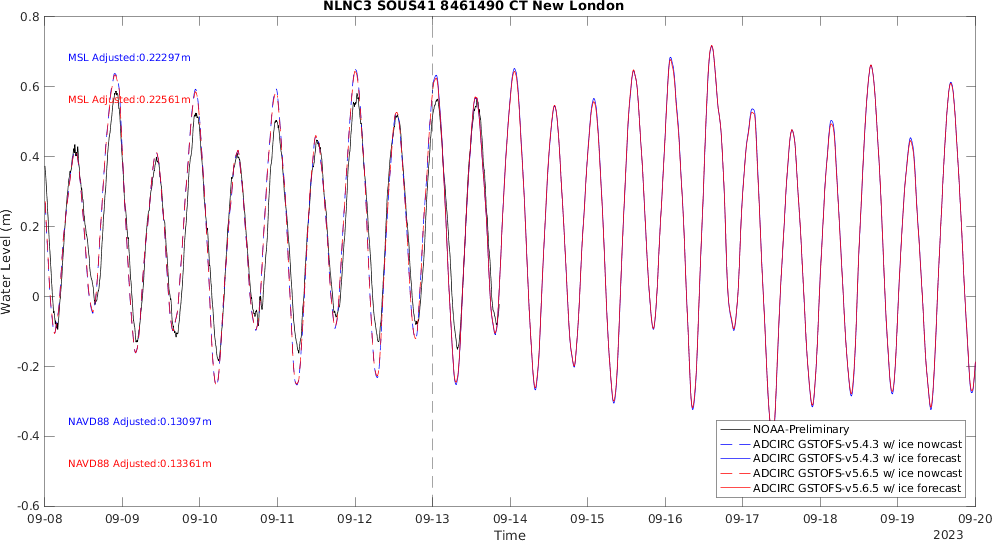 NLNC3 SOUS41 8461490 CT New London
0.8
0.6
0.4
0.2
0
-0.2
-0.4
-0.6
Water Level (m)
MSL Adjusted:0.22297m
MSL Adjusted:0.22561m
NAVD88 Adjusted:0.13097m
NAVD88 Adjusted:0.13361m
NOAA-Preliminary
ADCIRC GSTOFS-v5.4.3 w/ ice nowcast
ADCIRC GSTOFS-v5.4.3 w/ ice forecast
ADCIRC GSTOFS-v5.6.5 w/ ice nowcast
ADCIRC GSTOFS-v5.6.5 w/ ice forecast
09-08 09-09 09-10 09-11 09-12 09-13 09-14 09-15 09-16 09-17 09-18 09-19 09-20
Time
2023